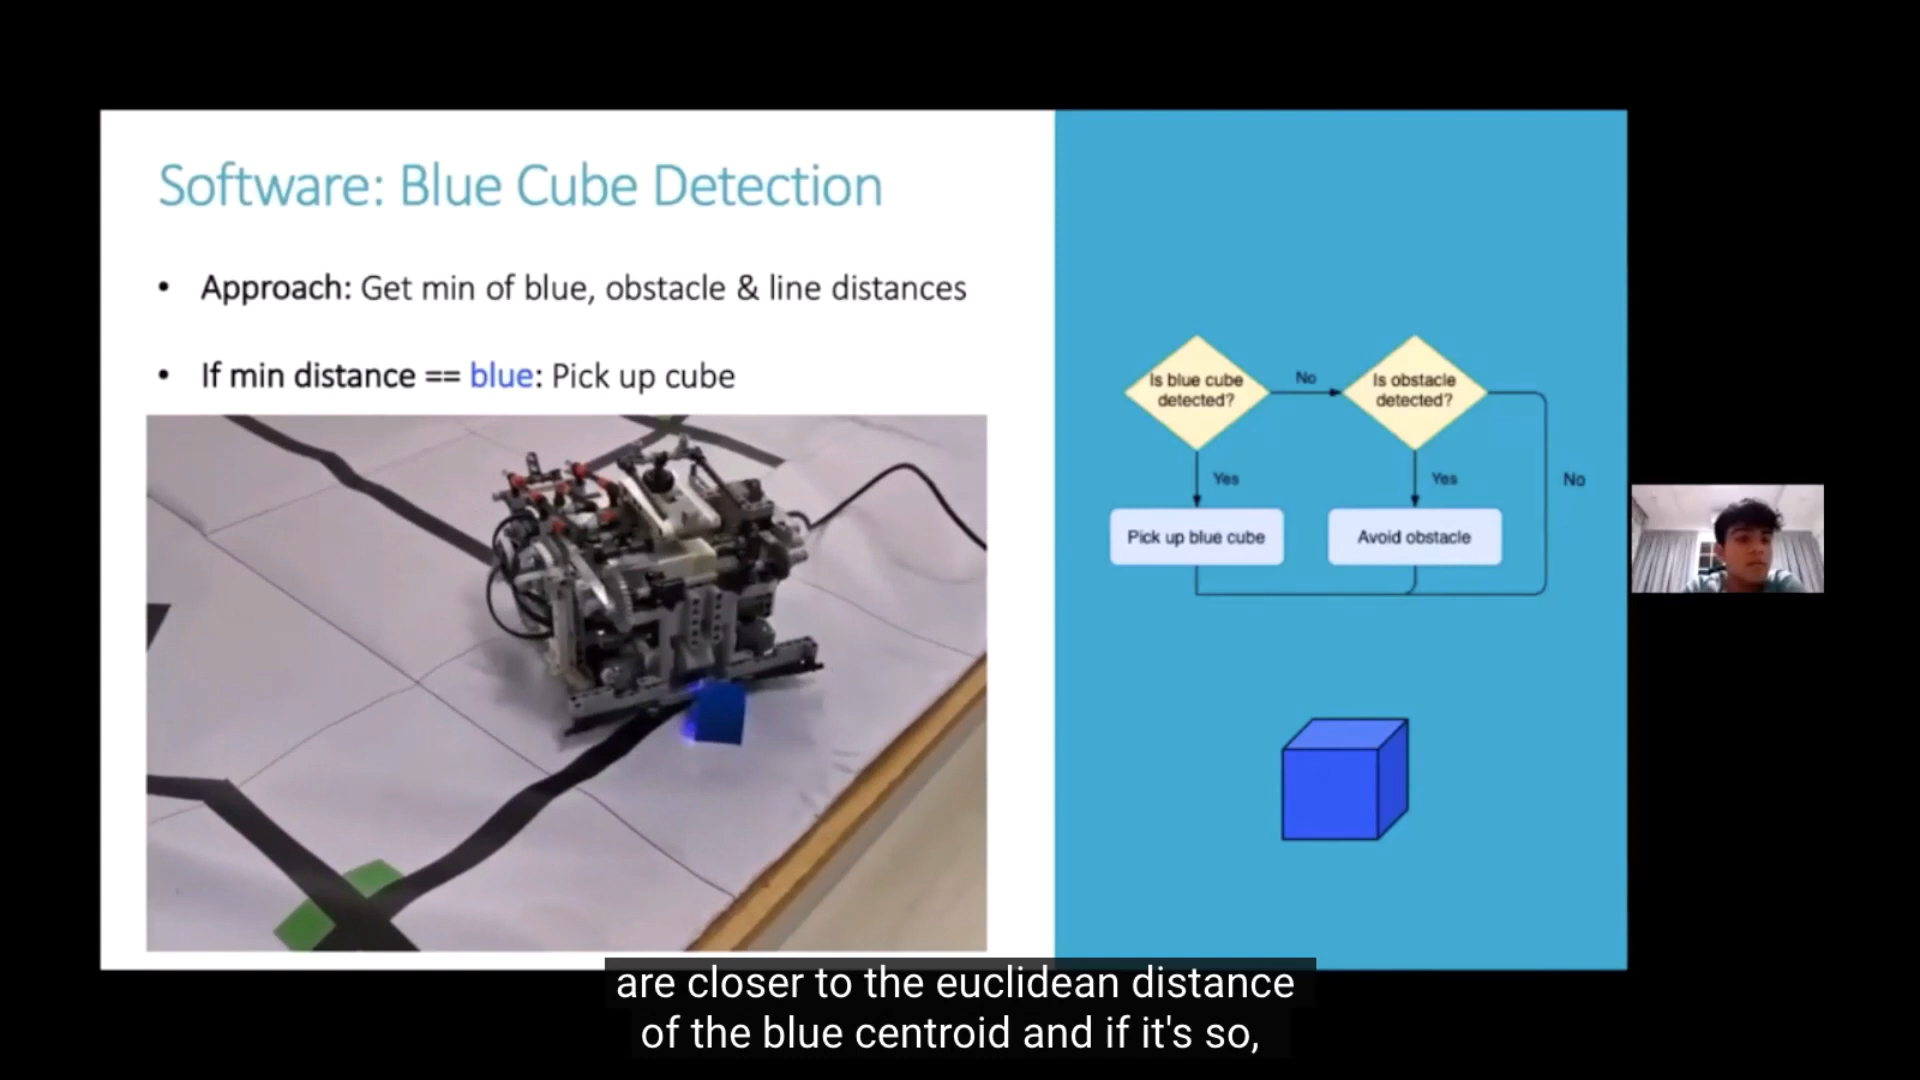 Software: Blue Cube Detection
• Approach: Get min of blue, obstacle & line distances
• If min distance == blue: Pick up cube
Is blue cube
detected?
No
Is obstacle
detected?
Yes
Yes
No
Pick up blue cube
Avoid obstacle
are closer to the euclidean distance
of the blue centroid and if it's so,